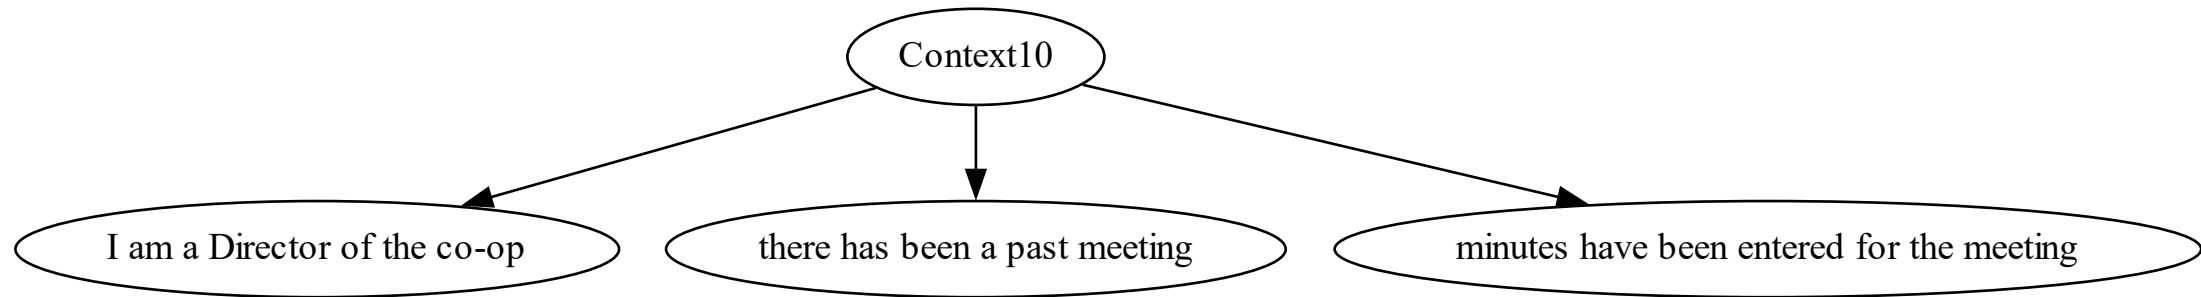 Context10
I am a Director of the co-op
there has been a past meeting
minutes have been entered for the meeting